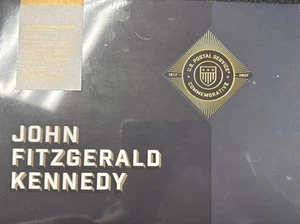 U.S. POSTAL SERVICE
1917 2017
COMMEMORATIVE
JOHN
FITZGERALD
KENNEDY